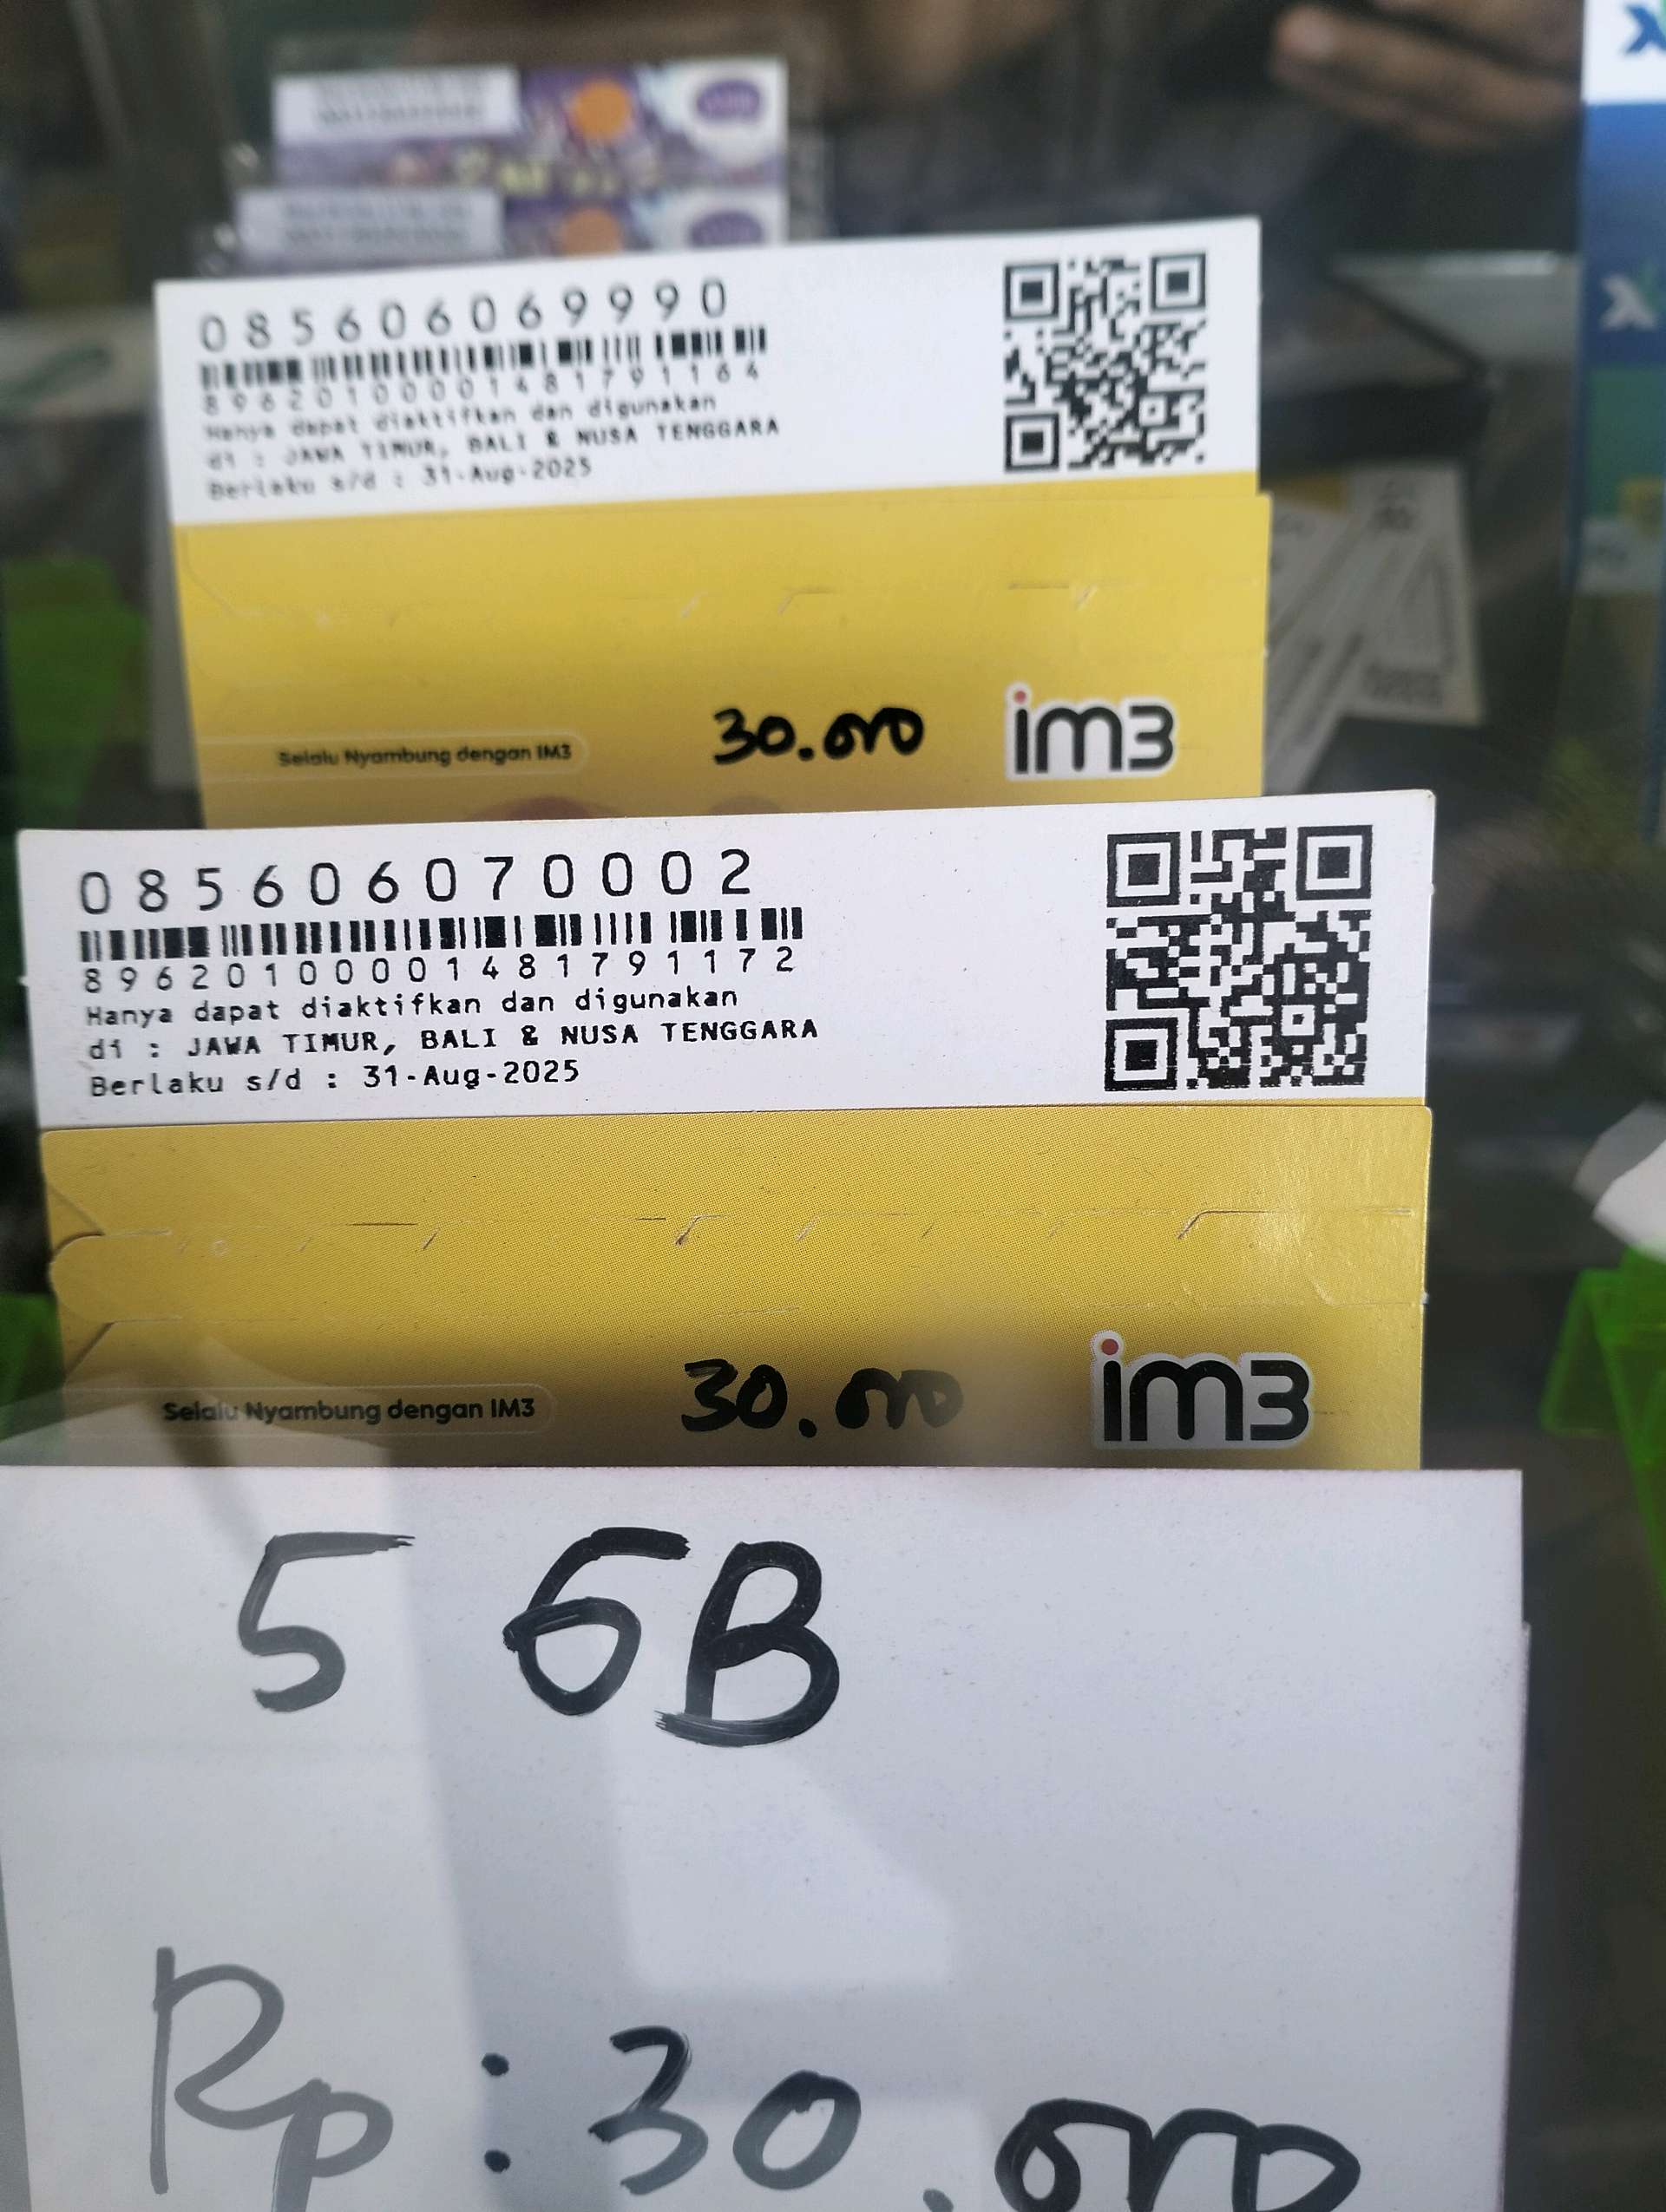 085606069990
89620100001481791164
Hanya dapat diaktifkan dan digunakan
di : JAWA TIMUR, BALI & NUSA TENGGARA
Berlaku s/d : 31-Aug-2025
Selalu Nyambung dengan IM3
30.000
im3
085606070002
89620100001481791172
Hanya dapat diaktifkan dan digunakan
di : JAWA TIMUR, BALI & NUSA TENGGARA
Berlaku s/d : 31-Aug-2025
Selalu Nyambung dengan IM3
30.000
im3
5 GB
Rp : 30.000